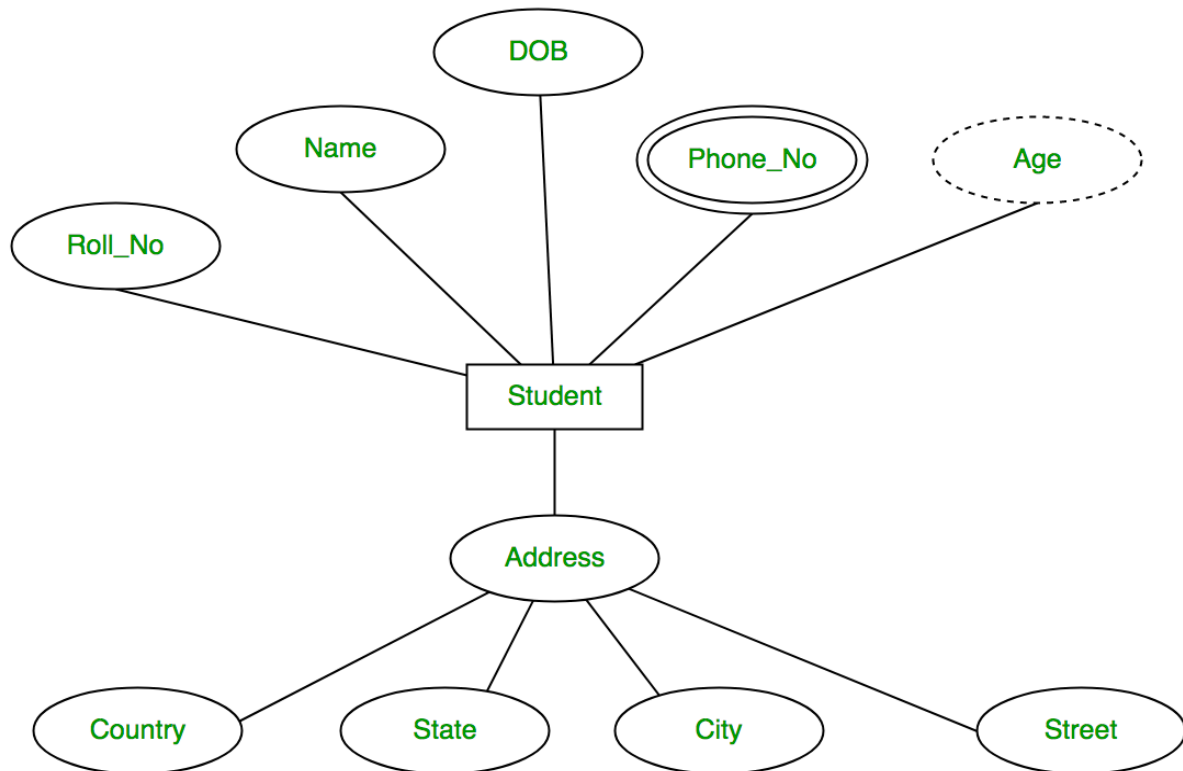 DOB
Name
Phone_No
Age
Roll_No
Student
Address
Country
State
City
Street